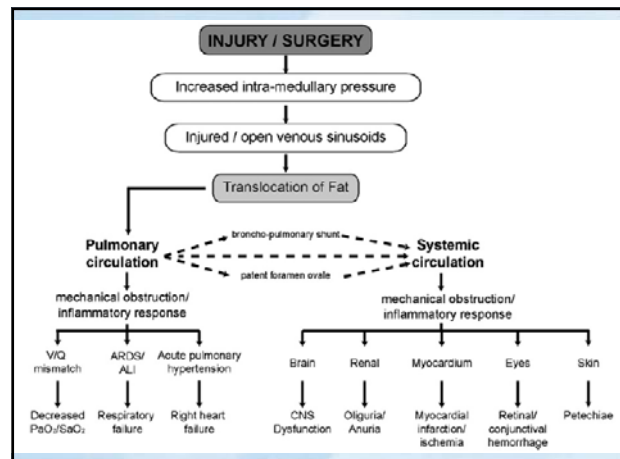 INJURY / SURGERY
Increased intra-medullary pressure
Injured / open venous sinusoids
Translocation of Fat
broncho-pulmonary shunt
Pulmonary
circulation
Systemic
circulation
patent foramen ovale
mechanical obstruction/
inflammatory response
mechanical obstruction/
inflammatory response
V/Q
mismatch
ARDS/
ALI
Acute pulmonary
hypertension
Brain
Renal
Myocardium
Eyes
Skin
Decreased
PaO₂/SaO₂
Respiratory
failure
Right heart
failure
CNS
Dysfunction
Oliguria/
Anuria
Myocardial
infarction/
ischemia
Retinal/
conjunctival
hemorrhage
Petechiae